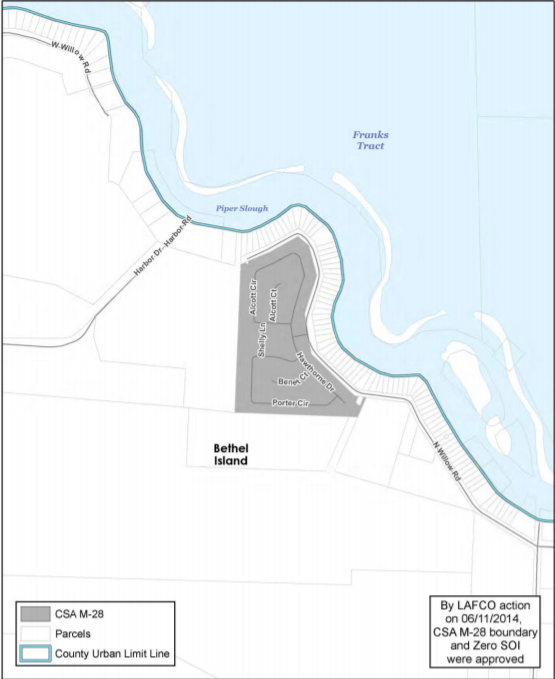 W Willow Rd
Franks
Tract
Piper Slough
Harbor Dr - Harbor Rd
Alcott Cir
Alcott Ct
Shelly Ln
Hawthorne Dr
Benet Ct
Porter Cir
Bethel
Island
N Willow Rd
CSA M-28
Parcels
County Urban Limit Line
By LAFCO action
on 06/11/2014,
CSA M-28 boundary
and Zero SOI
were approved